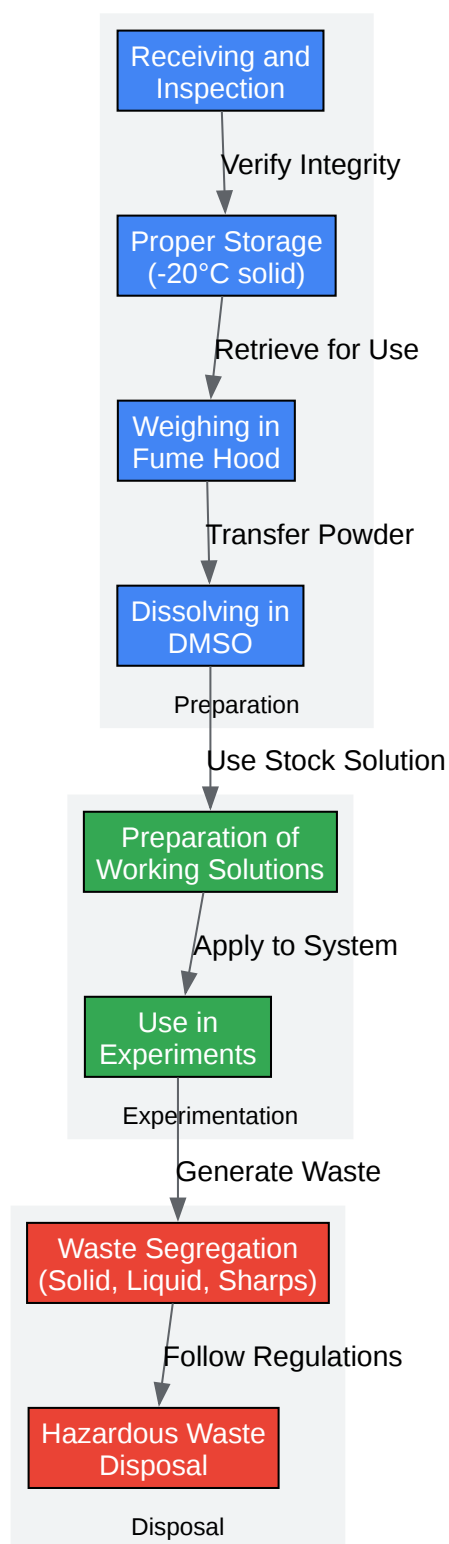 Receiving and
Inspection
Verify Integrity
Proper Storage
(-20°C solid)
Retrieve for Use
Weighing in
Fume Hood
Transfer Powder
Dissolving in
DMSO
Preparation
Use Stock Solution
Preparation of
Working Solutions
Apply to System
Use in
Experiments
Experimentation
Generate Waste
Waste Segregation
(Solid, Liquid, Sharps)
Follow Regulations
Hazardous Waste
Disposal
Disposal